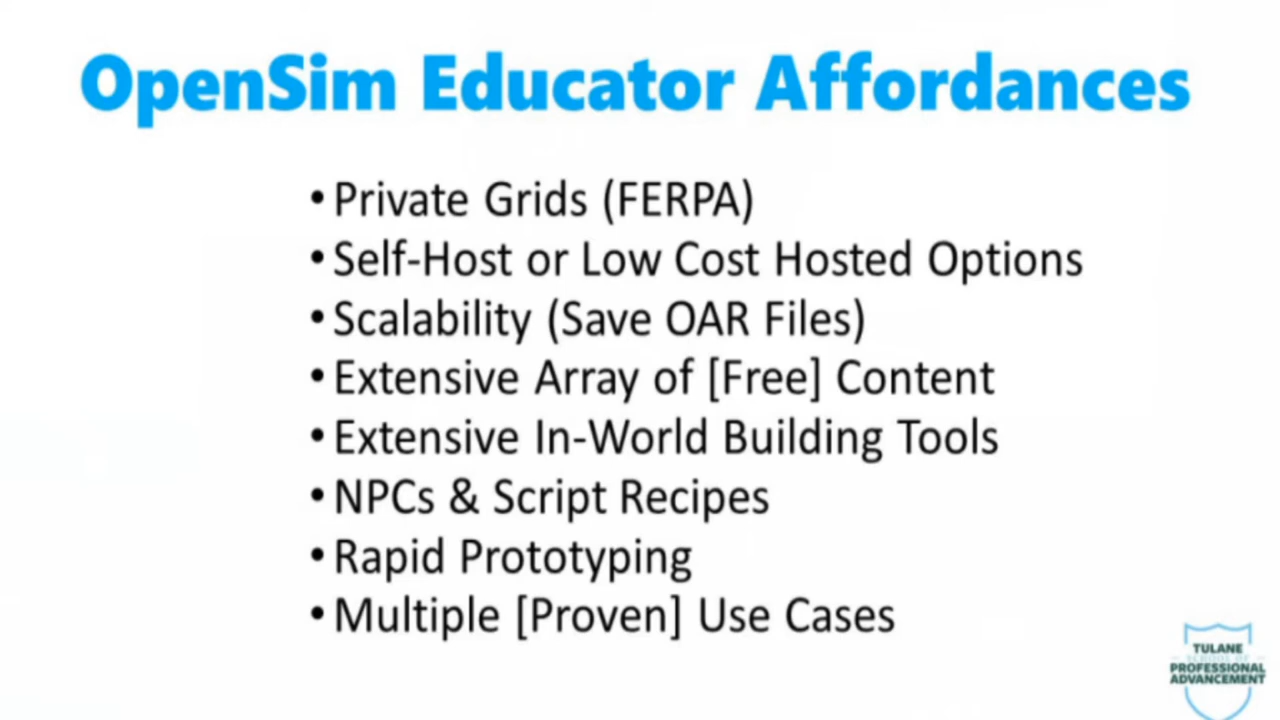 OpenSim Educator Affordances
• Private Grids (FERPA)
• Self-Host or Low Cost Hosted Options
• Scalability (Save OAR Files)
• Extensive Array of [Free] Content
• Extensive In-World Building Tools
• NPCs & Script Recipes
• Rapid Prototyping
• Multiple [Proven] Use Cases
TULANE
SCHOOL OF
PROFESSIONAL
ADVANCEMENT